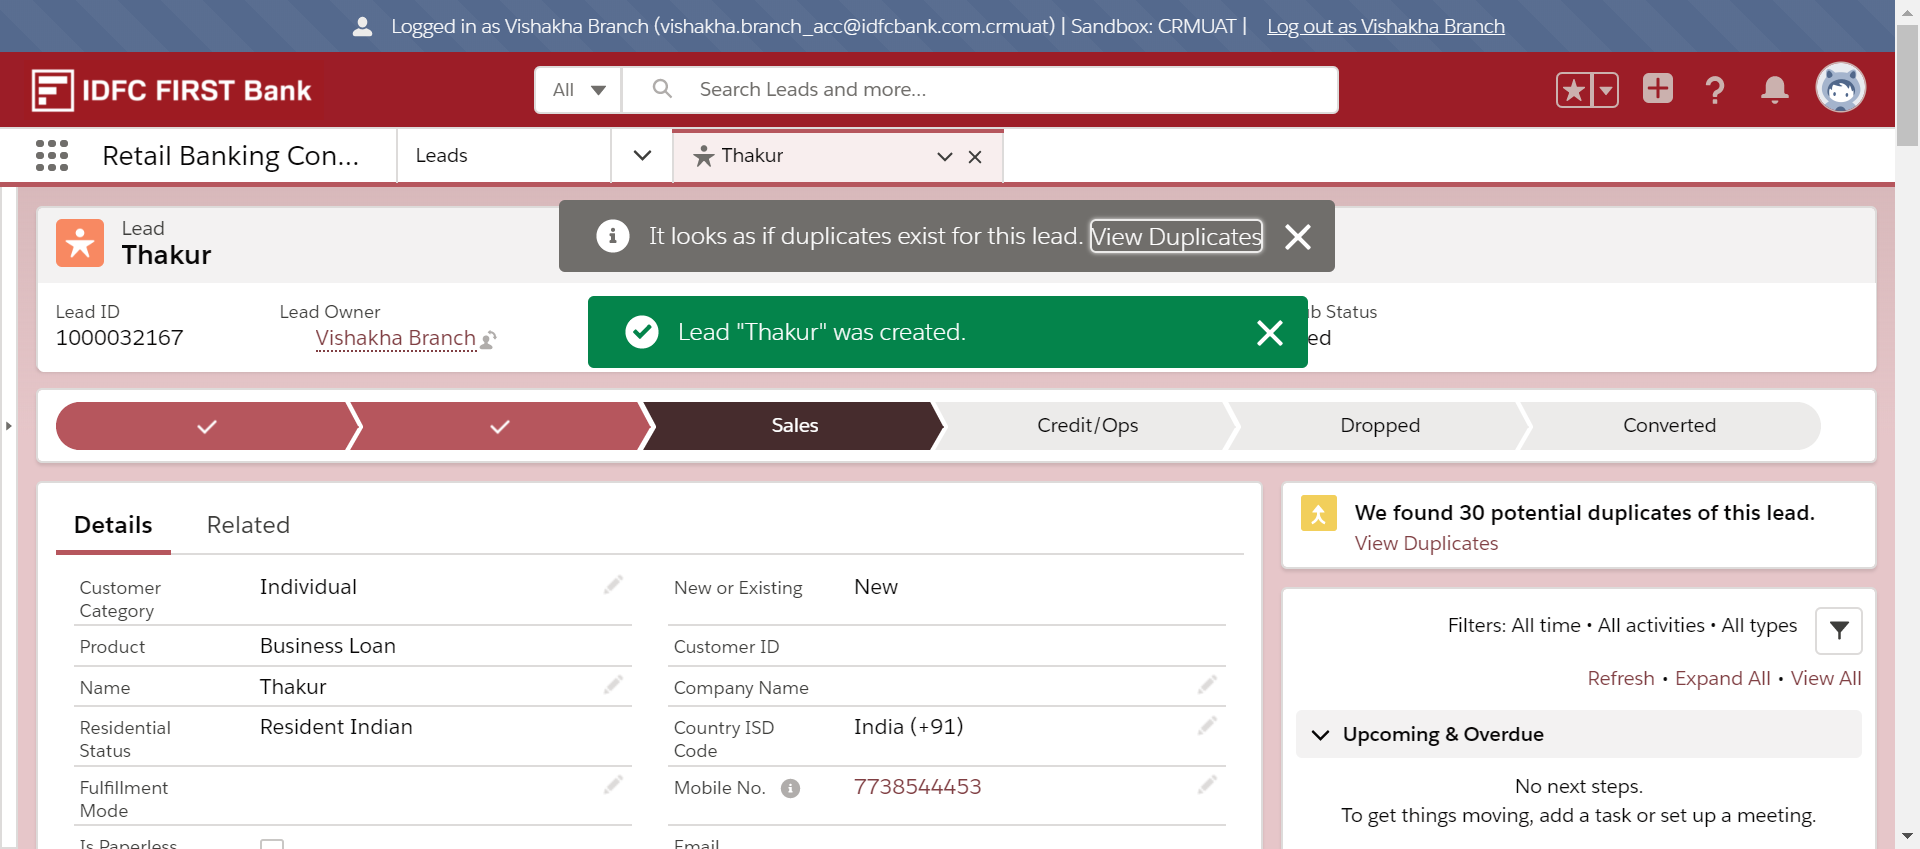 Logged in as Vishakha Branch (vishakha.branch_acc@idfcbank.com.crmuat) | Sandbox: CRMUAT | Log out as Vishakha Branch
IDFC FIRST Bank
All
Search Leads and more...
Retail Banking Con...
Leads
Thakur
Lead
Thakur
It looks as if duplicates exist for this lead. View Duplicates
Lead ID
1000032167
Lead Owner
Vishakha Branch
Lead "Thakur" was created.
b Status
ed
Sales
Credit/Ops
Dropped
Converted
Details
Related
Customer Category
Individual
New or Existing
New
Product
Business Loan
Customer ID
Name
Thakur
Company Name
Residential Status
Resident Indian
Country ISD Code
India (+91)
Fulfillment Mode
Mobile No.
7738544453
Is Paperless
Email
We found 30 potential duplicates of this lead.
View Duplicates
Filters: All time • All activities • All types
Refresh • Expand All • View All
Upcoming & Overdue
No next steps.
To get things moving, add a task or set up a meeting.